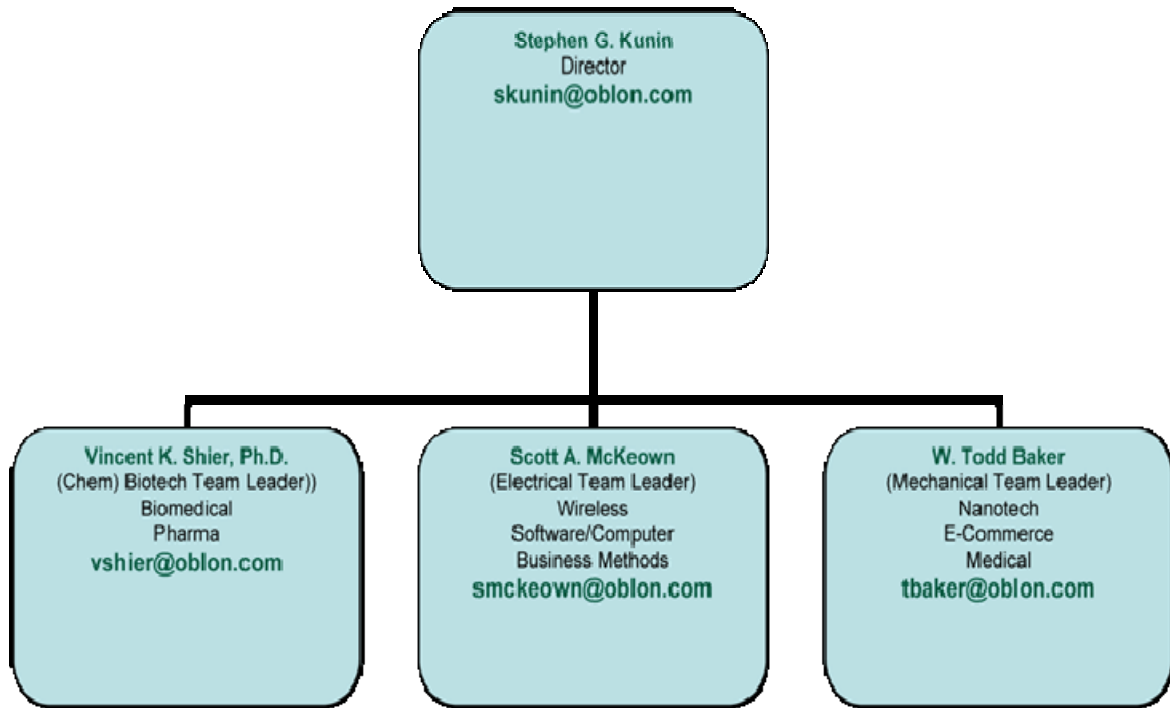 Stephen G. Kunin
Director
skunin@oblon.com
Vincent K. Shier, Ph.D.
(Chem) Biotech Team Leader))
Biomedical
Pharma
vshier@oblon.com
Scott A. McKeown
(Electrical Team Leader)
Wireless
Software/Computer
Business Methods
smckeown@oblon.com
W. Todd Baker
(Mechanical Team Leader)
Nanotech
E-Commerce
Medical
tbaker@oblon.com